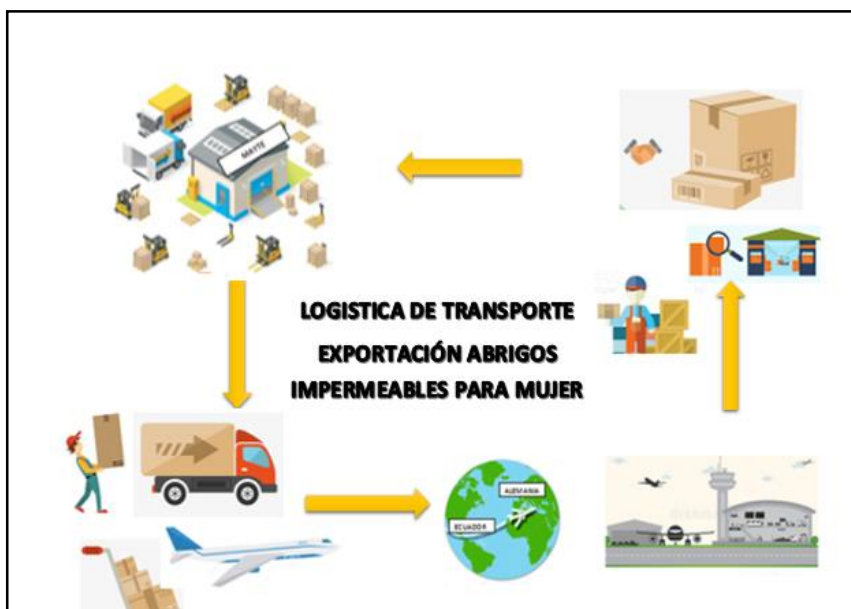 MAYTE
LOGISTICA DE TRANSPORTE
EXPORTACIÓN ABRIGOS
IMPERMEABLES PARA MUJER
ALEMANIA
ECUADOR